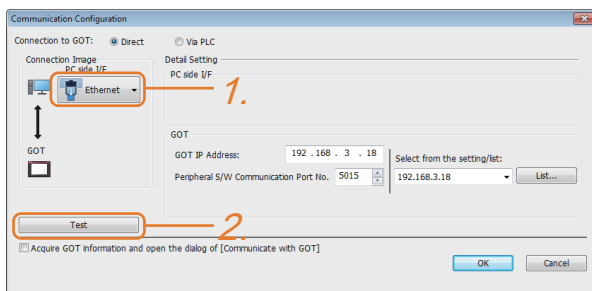 Communication Configuration
Connection to GOT: Direct Via PLC
Connection Image
PC side I/F
Ethernet
GOT
Detail Setting
PC side I/F
GOT
GOT IP Address: 192 . 168 . 3 . 18
Peripheral S/W Communication Port No. 5015
Select from the setting/list:
192.168.3.18 List...
1.
Test
2.
Acquire GOT information and open the dialog of [Communicate with GOT]
OK Cancel